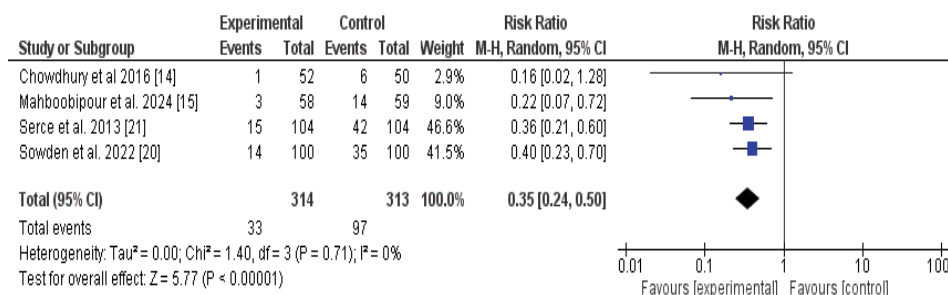 Experimental Control Risk Ratio Risk Ratio
Study or Subgroup Events Total Events Total Weight M-H, Random, 95% CI M-H, Random, 95% CI
Chowdhury et al 2016 [14] 1 52 6 50 2.9% 0.16 [0.02, 1.28]
Mahboobipour et al. 2024 [15] 3 58 14 59 9.0% 0.22 [0.07, 0.72]
Serce et al. 2013 [21] 15 104 42 104 46.6% 0.36 [0.21, 0.60]
Sowden et al. 2022 [20] 14 100 35 100 41.5% 0.40 [0.23, 0.70]
Total (95% CI) 314 313 100.0% 0.35 [0.24, 0.50]
Total events 33 97
Heterogeneity: Tau² = 0.00; Chi² = 1.40, df = 3 (P = 0.71); I² = 0%
Test for overall effect: Z = 5.77 (P < 0.00001)
0.01 0.1 1 10 100
Favours [experimental] Favours [control]